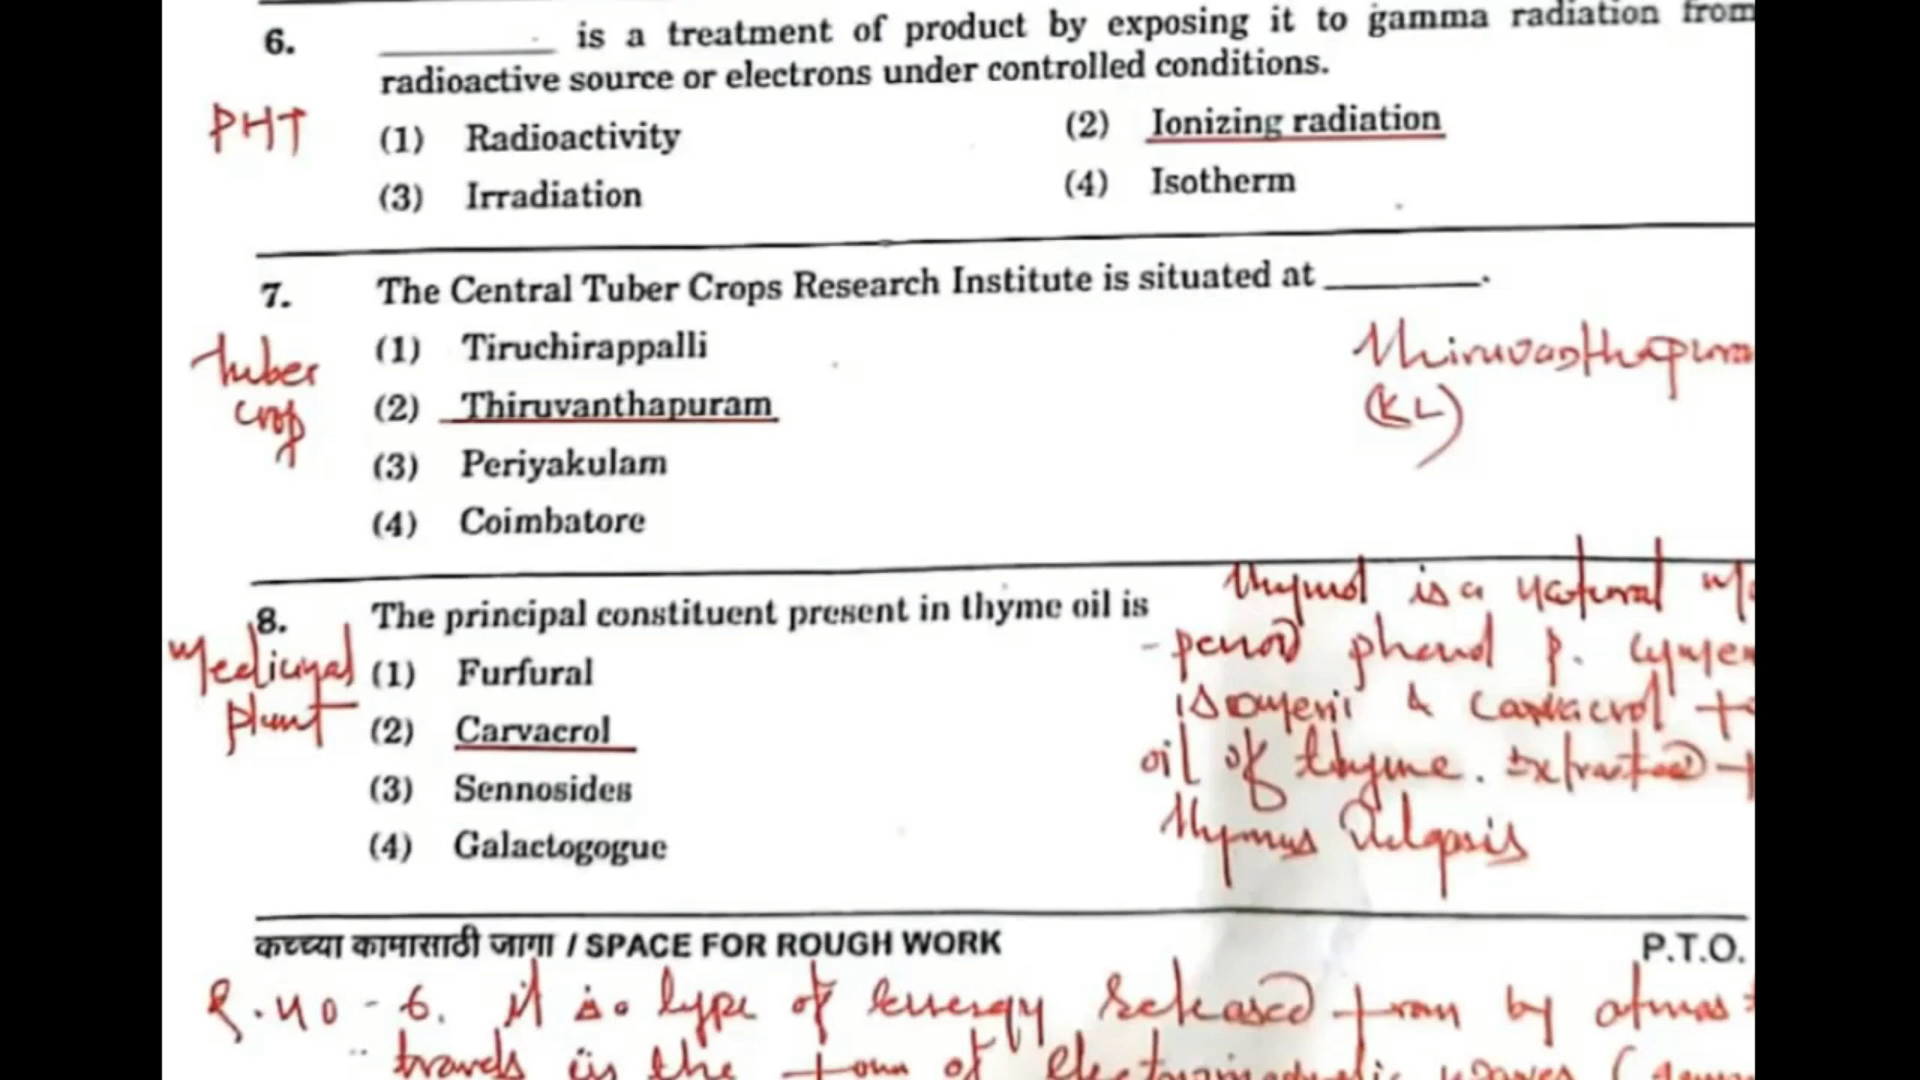 6. ________ is a treatment of product by exposing it to gamma radiation from
radioactive source or electrons under controlled conditions.
PHT
(1) Radioactivity
(2) Ionizing radiation
(3) Irradiation
(4) Isotherm
7. The Central Tuber Crops Research Institute is situated at ________.
tuber
crop
(1) Tiruchirappalli
(2) Thiruvanthapuram
(3) Periyakulam
(4) Coimbatore
(KL)
8. The principal constituent present in thyme oil is
Medicinal
plant
(1) Furfural
(2) Carvacrol
(3) Sennosides
(4) Galactogogue
is a natural
phenol p.
oil of thyme.
Thymus
कच्च्या कामासाठी जागा / SPACE FOR ROUGH WORK
P.T.O.
Q.no - 6. it is type of energy released by
travels in the of